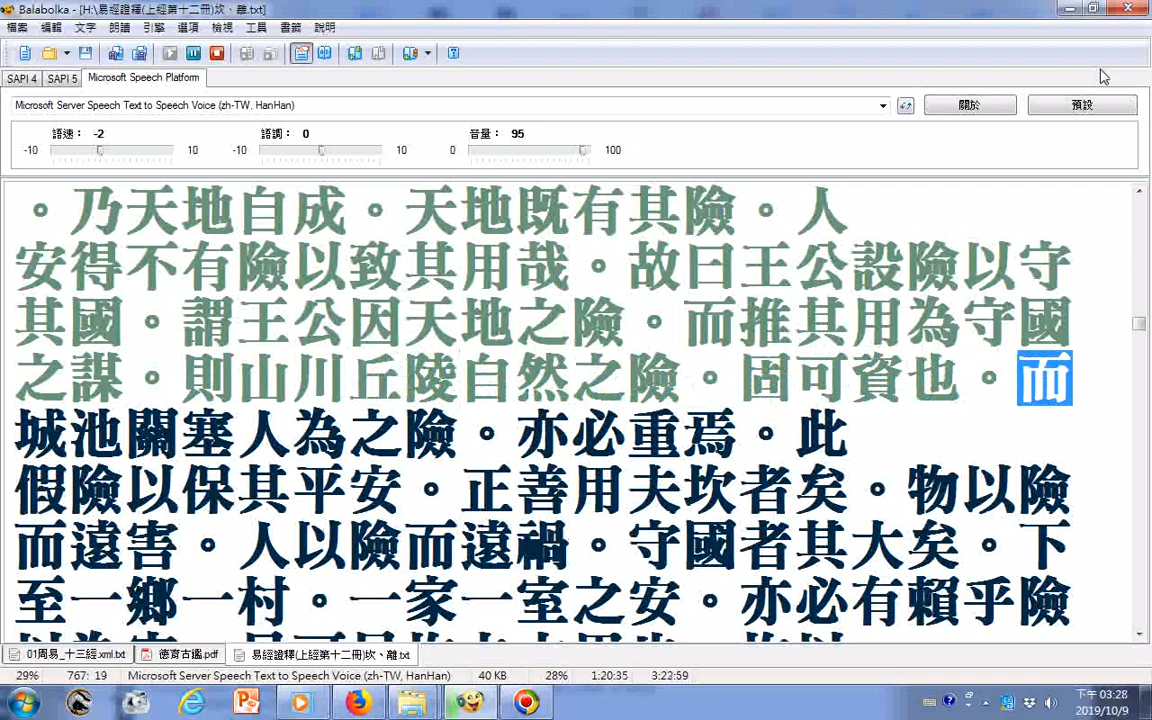 Balabolka - [H:\易經證釋(上經第十二冊)坎、離.txt]
檔案 編輯 文字 朗讀 引擎 選項 檢視 工具 書籤 說明
SAPI 4 SAPI 5 Microsoft Speech Platform
Microsoft Server Speech Text to Speech Voice (zh-TW, HanHan) 關於 預設
語速： -2 語調： 0 音量： 95
-10 10 -10 10 0 100
。乃天地自成。天地既有其險。人
安得不有險以致其用哉。故曰王公設險以守
其國。謂王公因天地之險。而推其用為守國
之謀。則山川丘陵自然之險。固可資也。而
城池關塞人為之險。亦必重焉。此
假險以保其平安。正善用夫坎者矣。物以險
而遠害。人以險而遠禍。守國者其大矣。下
至一鄉一村。一家一室之安。亦必有賴乎險
01周易_十三經.xml.txt 德育古鑑.pdf 易經證釋(上經第十二冊)坎、離.txt
29% 767: 19 Microsoft Server Speech Text to Speech Voice (zh-TW, HanHan) 40 KB 28% 1:20:35 3:22:59
下午 03:28
2019/10/9